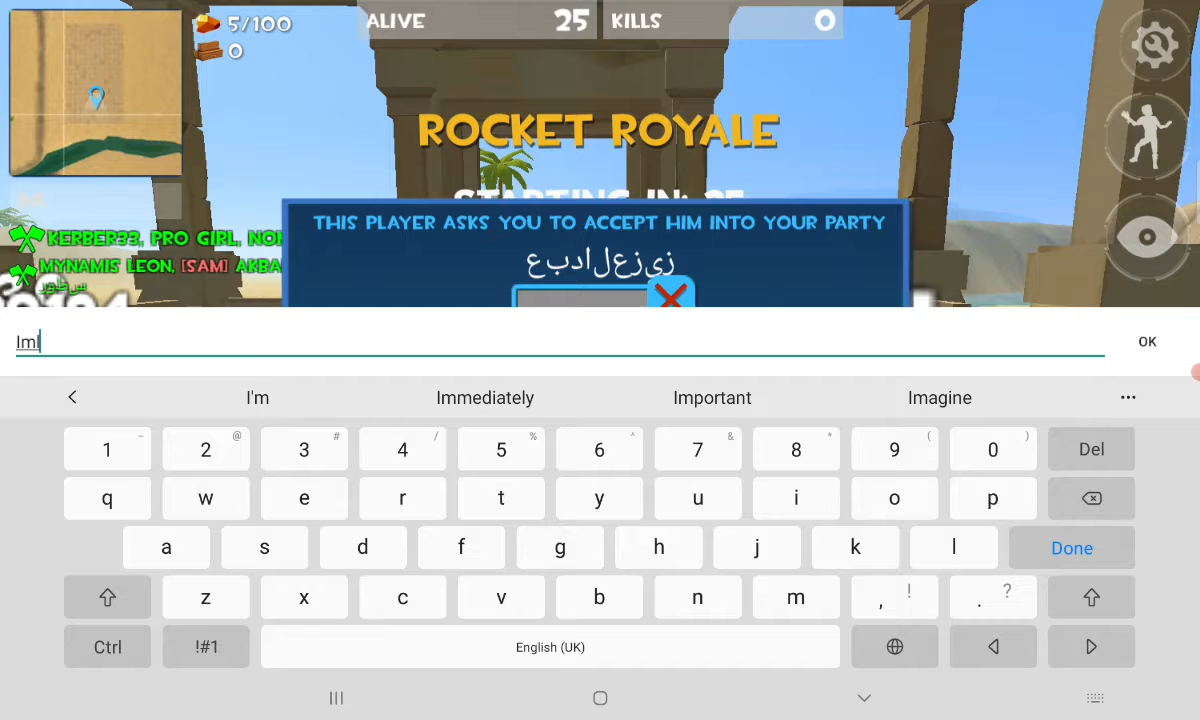 5/100
0
ALIVE 25 KILLS 0
ROCKET ROYALE
STARTING IN:
THIS PLAYER ASKS YOU TO ACCEPT HIM INTO YOUR PARTY
عبدالعزيز
KERBER33, PRO GIRL,
MYNAMIS LEON, [SAM] AKBA
Iml OK
I'm Immediately Important Imagine
1 - 2 @ 3 # 4 / 5 % 6 ^ 7 & 8 * 9 ( 0 ) Del
q w e r t y u i o p
a s d f g h j k l Done
z x c v b n m , ! . ?
Ctrl !#1 English (UK)